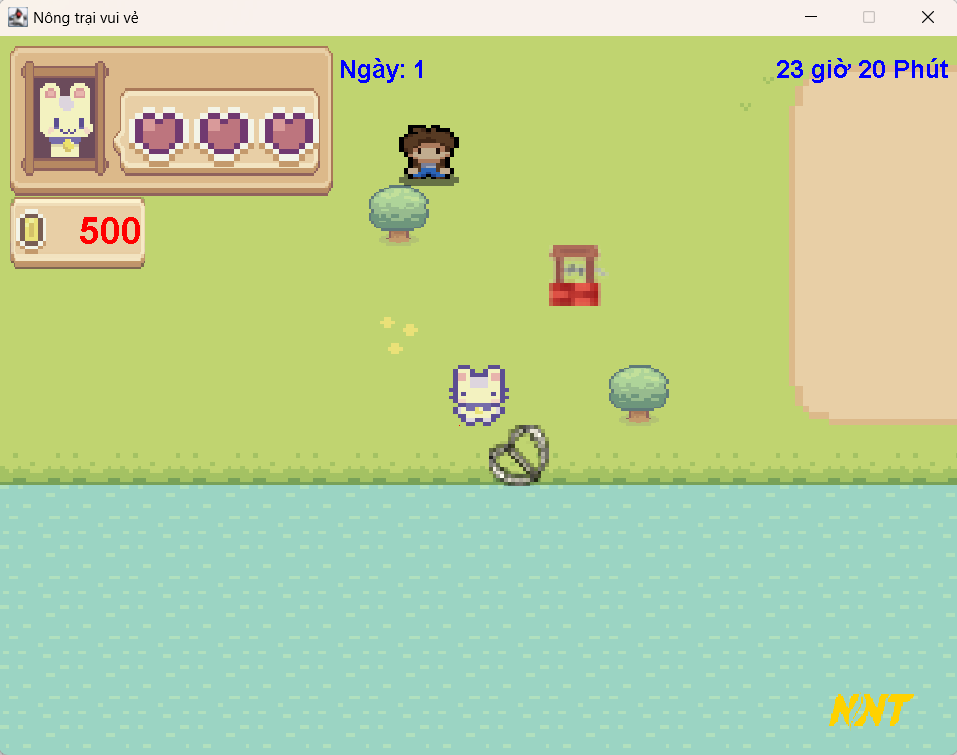 Nông trại vui vẻ
Ngày: 1
23 giờ 20 Phút
500
NNT